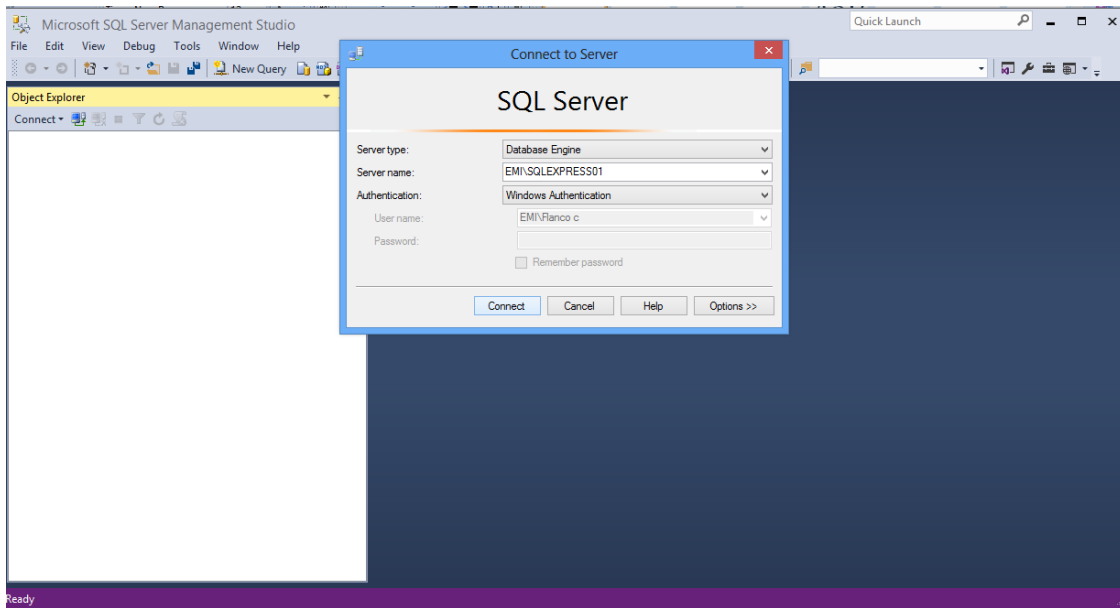 Microsoft SQL Server Management Studio
Quick Launch
File Edit View Debug Tools Window Help
New Query
Object Explorer
Connect
Connect to Server
SQL Server
Server type: Database Engine
Server name: EMI\SQLEXPRESS01
Authentication: Windows Authentication
User name: EMI\Flanco c
Password:
Remember password
Connect Cancel Help Options >>
Ready